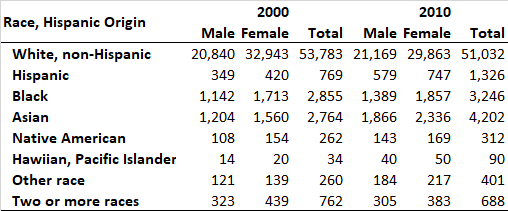 Race, Hispanic Origin 2000 2010
Male Female Total Male Female Total
White, non-Hispanic 20,840 32,943 53,783 21,169 29,863 51,032
Hispanic 349 420 769 579 747 1,326
Black 1,142 1,713 2,855 1,389 1,857 3,246
Asian 1,204 1,560 2,764 1,866 2,336 4,202
Native American 108 154 262 143 169 312
Hawiian, Pacific Islander 14 20 34 40 50 90
Other race 121 139 260 184 217 401
Two or more races 323 439 762 305 383 688